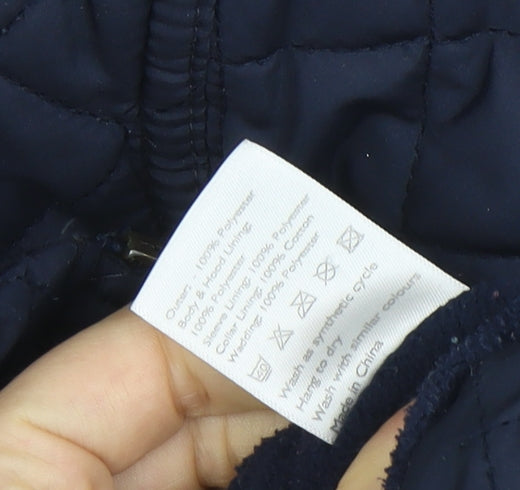 Outer: - 100% Polyester
Body & Hood Lining:
100% Polyester
Sleeve Lining: 100% Polyester
Collar Lining: 100% Cotton
Wadding: 100% Polyester
Wash as synthetic cycle
Hang to dry
Wash with similar colours
Made in China